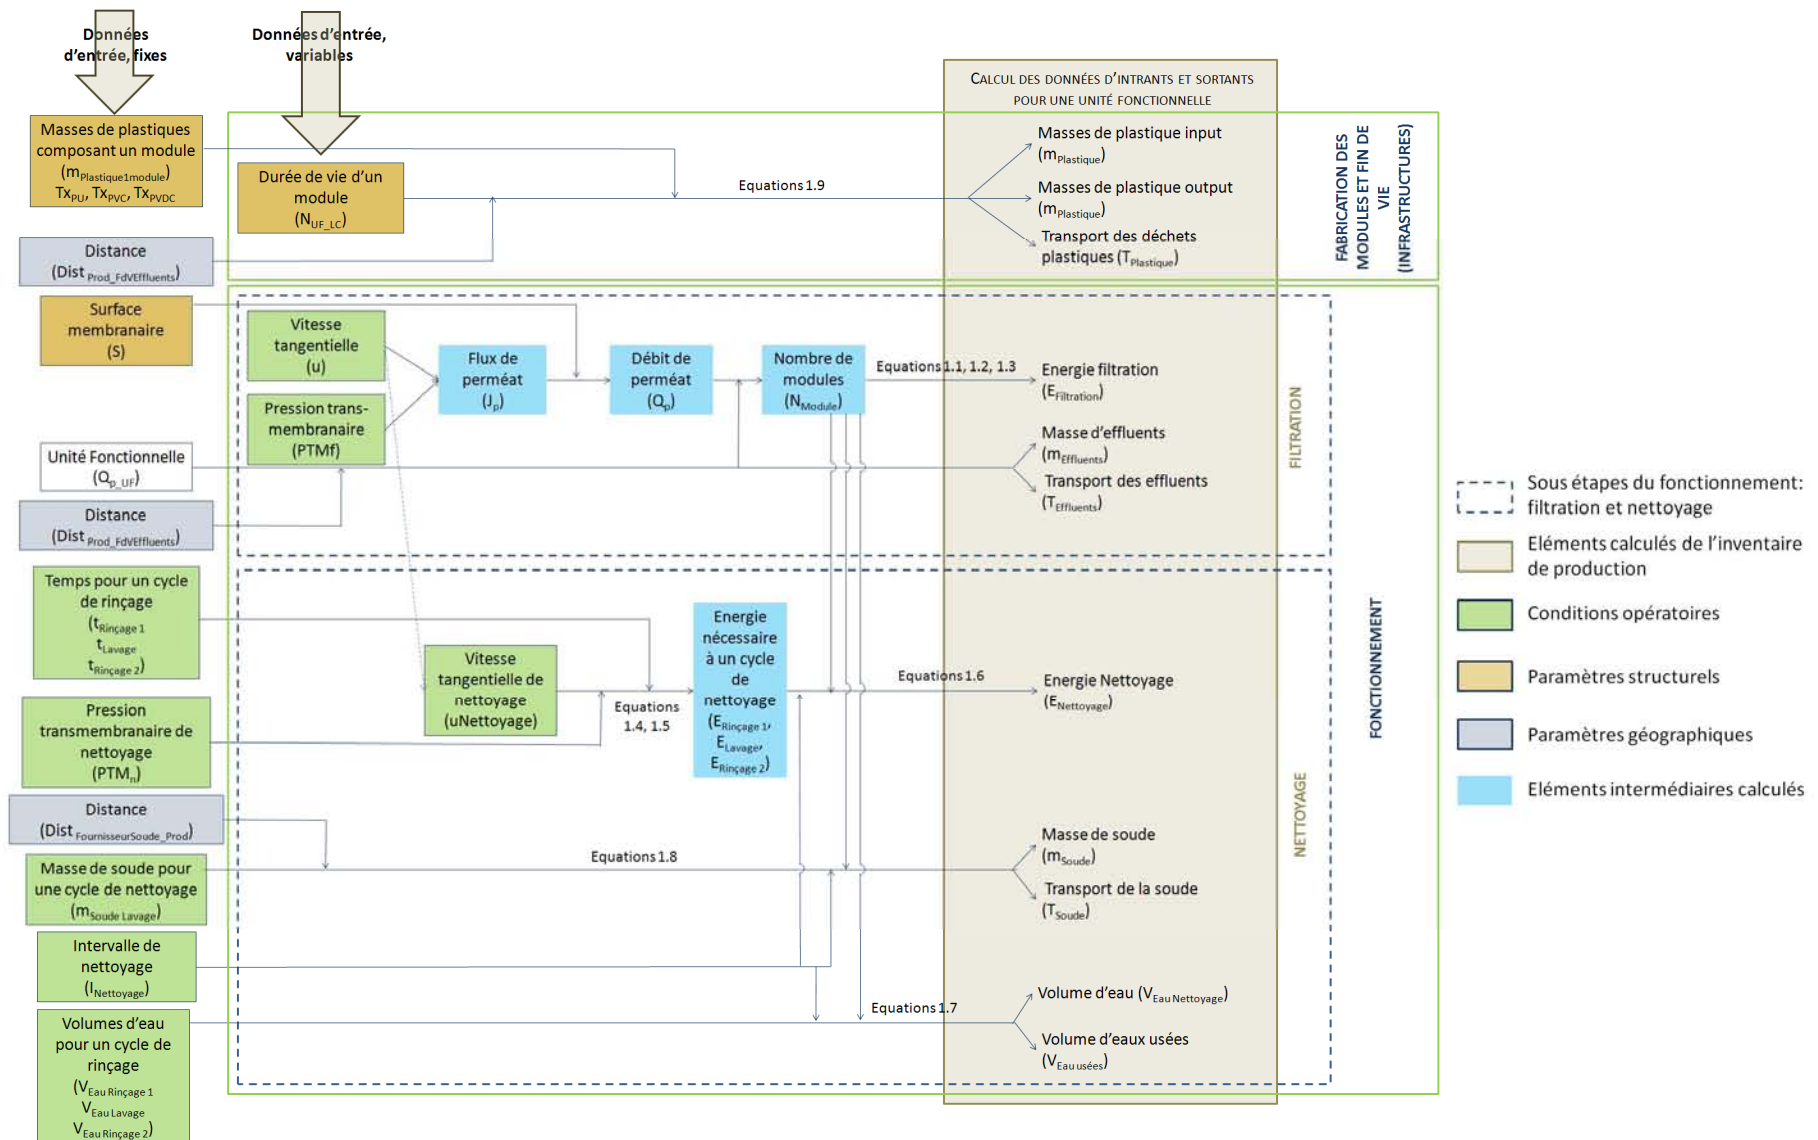 Données
d'entrée, fixes
Données d'entrée,
variables
CALCUL DES DONNÉES D'INTRANTS ET SORTANTS
POUR UNE UNITÉ FONCTIONNELLE
Masses de plastiques
composant un module
(mPlastique1module)
TxPU, TxPVC, TxPVDC
Durée de vie d'un
module
(NUF_LC)
Equations 1.9
Masses de plastique input
(mPlastique)
Masses de plastique output
(mPlastique)
Transport des déchets
plastiques (TPlastique)
FABRICATION DES
MODULES ET FIN DE
VIE
(INFRASTRUCTURES)
Distance
(Dist Prod_FdVEffluents)
Surface
membranaire
(S)
Vitesse
tangentielle
(u)
Pression trans-
membranaire
(PTMf)
Flux de
perméat
(Jp)
Débit de
perméat
(Qp)
Nombre de
modules
(NModule)
Equations 1.1, 1.2, 1.3
Energie filtration
(EFiltration)
Masse d'effluents
(mEffluents)
Transport des effluents
(TEffluents)
FILTRATION
Unité Fonctionnelle
(Qp_UF)
Distance
(Dist Prod_FdVEffluents)
Temps pour un cycle
de rinçage
(tRinçage 1
tLavage
tRinçage 2)
Pression
transmembranaire de
nettoyage
(PTMn)
Vitesse
tangentielle de
nettoyage
(uNettoyage)
Equations
1.4, 1.5
Energie
nécessaire
à un cycle
de
nettoyage
(ERinçage 1,
ELavage,
ERinçage 2)
Equations 1.6
Energie Nettoyage
(ENettoyage)
FONCTIONNEMENT
NETTOYAGE
Distance
(Dist FournisseurSoude_Prod)
Masse de soude pour
une cycle de nettoyage
(mSoude Lavage)
Equations 1.8
Masse de soude
(mSoude)
Transport de la soude
(TSoude)
Intervalle de
nettoyage
(INettoyage)
Volumes d'eau
pour un cycle de
rinçage
(VEau Rinçage 1
VEau Lavage
VEau Rinçage 2)
Equations 1.7
Volume d'eau (VEau Nettoyage)
Volume d'eaux usées
(VEau usées)
Sous étapes du fonctionnement:
filtration et nettoyage
Eléments calculés de l'inventaire
de production
Conditions opératoires
Paramètres structurels
Paramètres géographiques
Eléments intermédiaires calculés